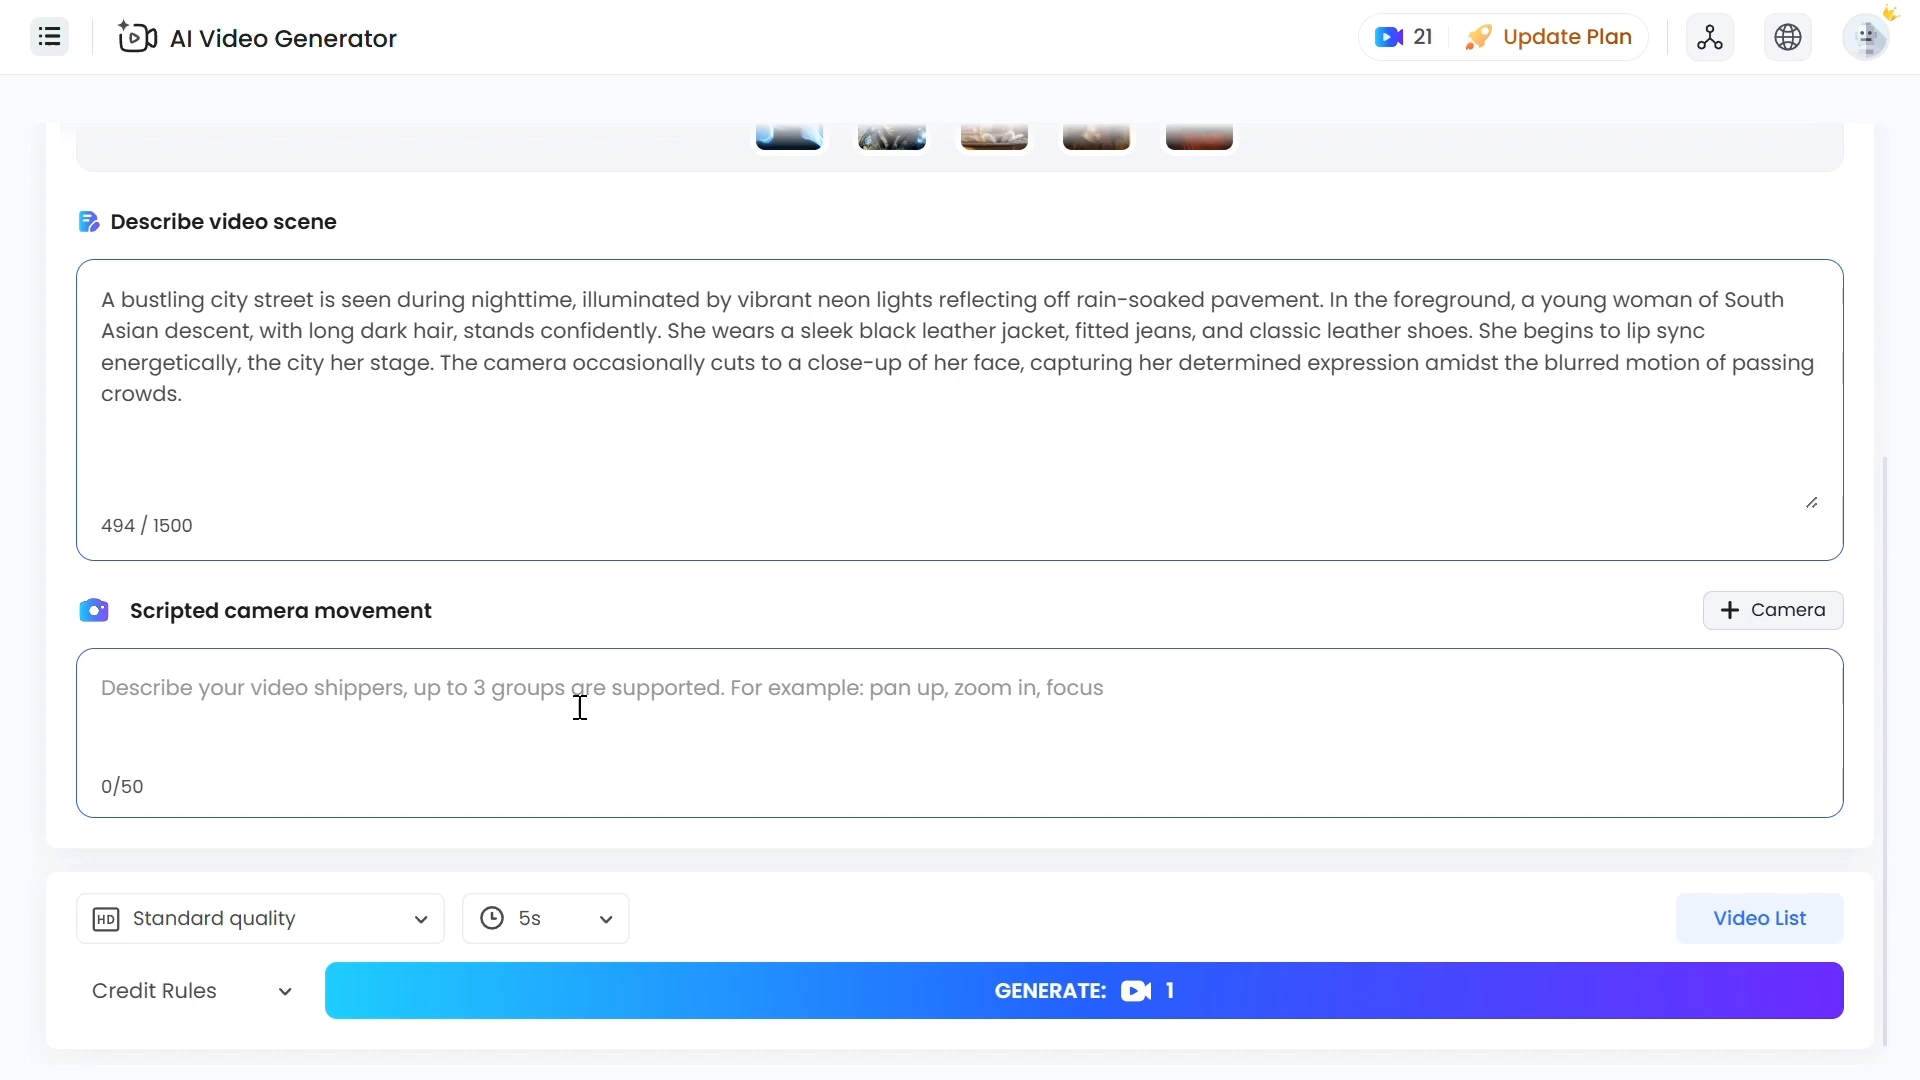 AI Video Generator
21
Update Plan
Describe video scene
A bustling city street is seen during nighttime, illuminated by vibrant neon lights reflecting off rain-soaked pavement. In the foreground, a young woman of South
Asian descent, with long dark hair, stands confidently. She wears a sleek black leather jacket, fitted jeans, and classic leather shoes. She begins to lip sync
energetically, the city her stage. The camera occasionally cuts to a close-up of her face, capturing her determined expression amidst the blurred motion of passing
crowds.
494 / 1500
Scripted camera movement
Camera
Describe your video shippers, up to 3 groups are supported. For example: pan up, zoom in, focus
0/50
HD Standard quality
5s
Video List
Credit Rules
GENERATE: 1